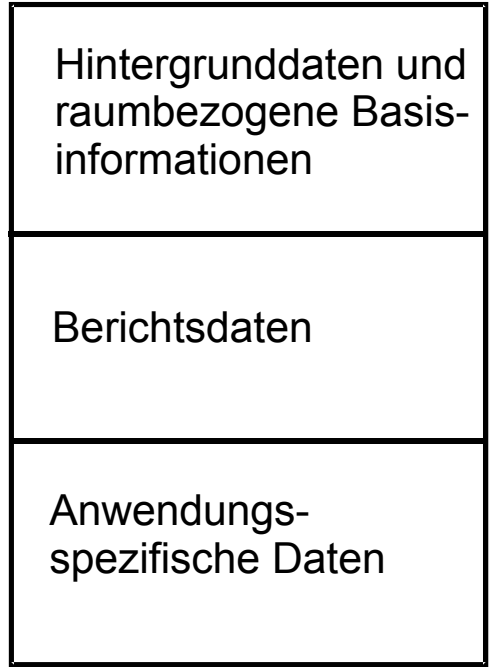 Hintergrunddaten und
raumbezogene Basis-
informationen
Berichtsdaten
Anwendungs-
spezifische Daten